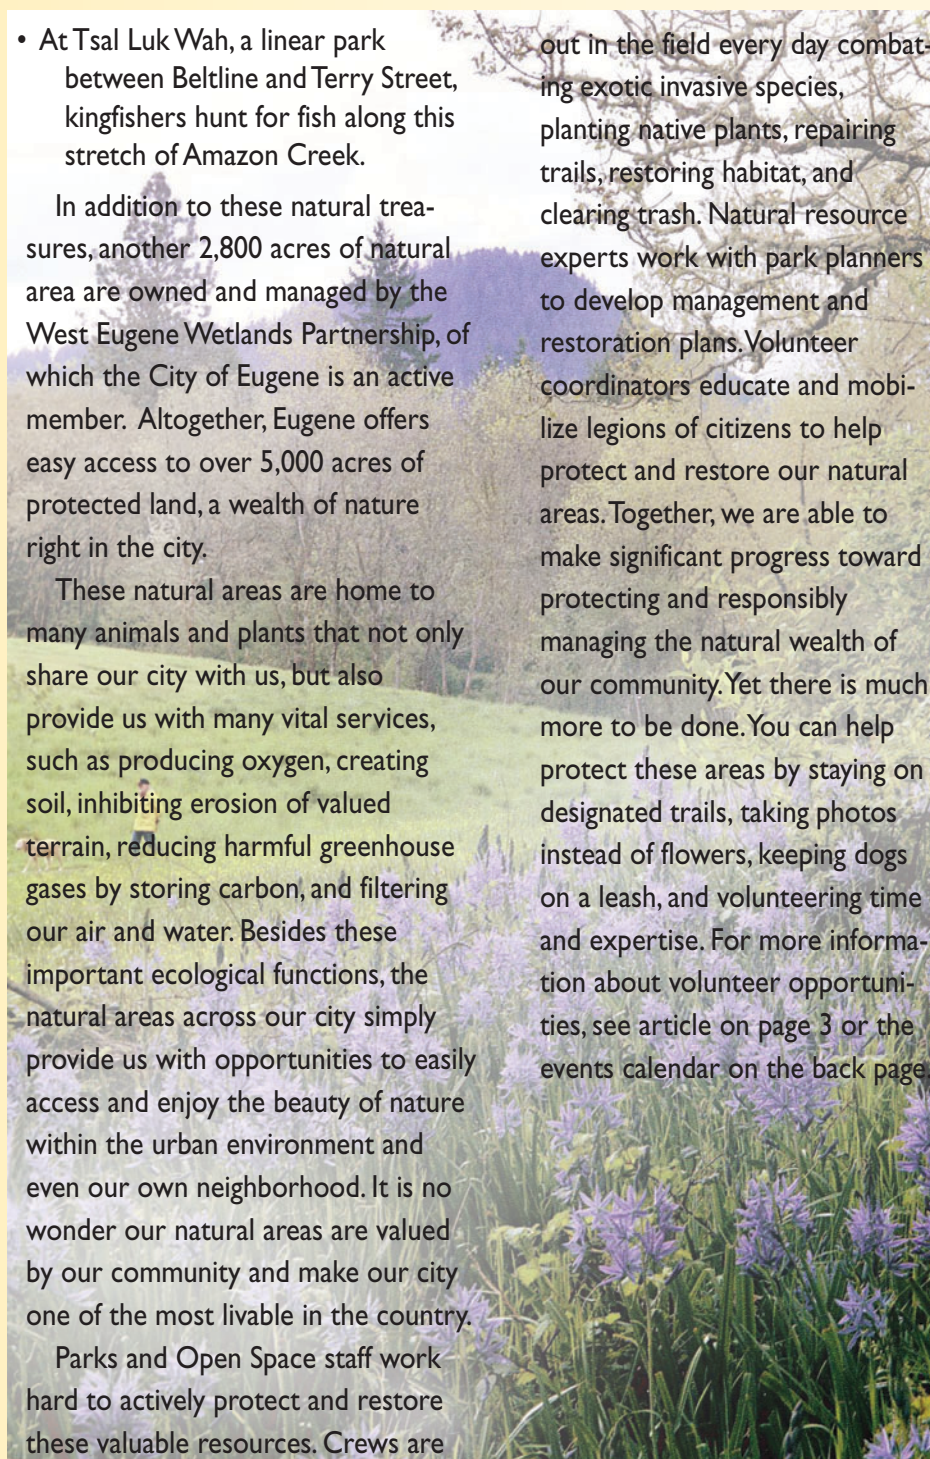 • At Tsal Luk Wah, a linear park
between Beltline and Terry Street,
kingfishers hunt for fish along this
stretch of Amazon Creek.
In addition to these natural trea-
sures, another 2,800 acres of natural
area are owned and managed by the
West Eugene Wetlands Partnership, of
which the City of Eugene is an active
member. Altogether, Eugene offers
easy access to over 5,000 acres of
protected land, a wealth of nature
right in the city.
These natural areas are home to
many animals and plants that not only
share our city with us, but also
provide us with many vital services,
such as producing oxygen, creating
soil, inhibiting erosion of valued
terrain, reducing harmful greenhouse
gases by storing carbon, and filtering
our air and water. Besides these
important ecological functions, the
natural areas across our city simply
provide us with opportunities to easily
access and enjoy the beauty of nature
within the urban environment and
even our own neighborhood. It is no
wonder our natural areas are valued
by our community and make our city
one of the most livable in the country.
Parks and Open Space staff work
hard to actively protect and restore
these valuable resources. Crews are
out in the field every day combat-
ing exotic invasive species,
planting native plants, repairing
trails, restoring habitat, and
clearing trash. Natural resource
experts work with park planners
to develop management and
restoration plans. Volunteer
coordinators educate and mobi-
lize legions of citizens to help
protect and restore our natural
areas. Together, we are able to
make significant progress toward
protecting and responsibly
managing the natural wealth of
our community. Yet there is much
more to be done. You can help
protect these areas by staying on
designated trails, taking photos
instead of flowers, keeping dogs
on a leash, and volunteering time
and expertise. For more informa-
tion about volunteer opportuni-
ties, see article on page 3 or the
events calendar on the back page.